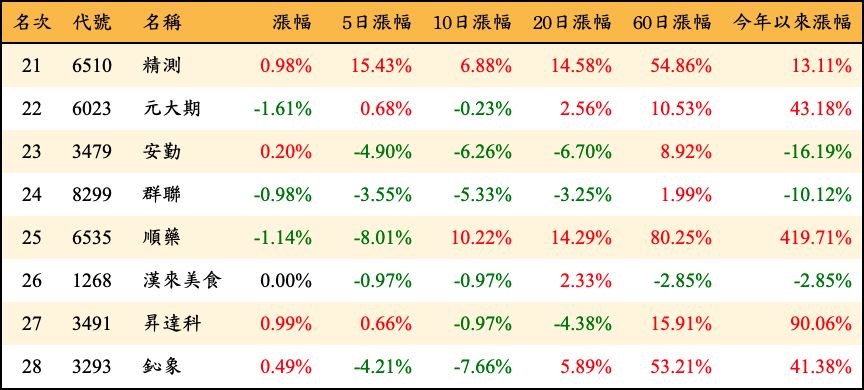 名次 代號 名稱 漲幅 5日漲幅 10日漲幅 20日漲幅 60日漲幅 今年以來漲幅
21 6510 精測 0.98% 15.43% 6.88% 14.58% 54.86% 13.11%
22 6023 元大期 -1.61% 0.68% -0.23% 2.56% 10.53% 43.18%
23 3479 安勤 0.20% -4.90% -6.26% -6.70% 8.92% -16.19%
24 8299 群聯 -0.98% -3.55% -5.33% -3.25% 1.99% -10.12%
25 6535 順藥 -1.14% -8.01% 10.22% 14.29% 80.25% 419.71%
26 1268 漢來美食 0.00% -0.97% -0.97% 2.33% -2.85% -2.85%
27 3491 昇達科 0.99% 0.66% -0.97% -4.38% 15.91% 90.06%
28 3293 鈊象 0.49% -4.21% -7.66% 5.89% 53.21% 41.38%